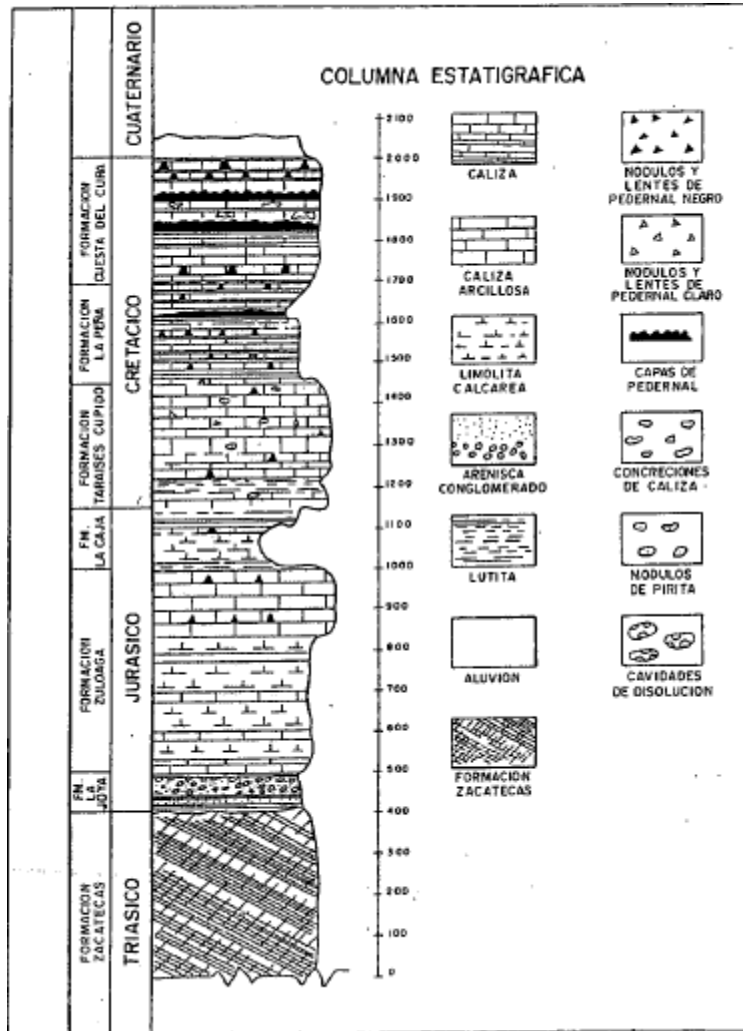 COLUMNA ESTATIGRAFICA
CUATERNARIO
CRETACICO
JURASICO
TRIASICO
FORMACION
CUESTA DEL CURA
FORMACION
LA PEÑA
FORMACION
TARAISES CUPIDO
FM.
LA CAJA
FORMACION
ZULOAGA
FM. LA
JOYA
FORMACION
ZACATECAS
2100
2000
1900
1800
1700
1600
1500
1400
1300
1200
1100
1000
900
800
700
600
500
400
300
200
100
0
CALIZA
CALIZA
ARCILLOSA
LIMOLITA
CALCAREA
ARENISCA
CONGLOMERADO
LUTITA
ALUVION
FORMACION
ZACATECAS
NODULOS Y
LENTES DE
PEDERNAL NEGRO
NODULOS Y
LENTES DE
PEDERNAL CLARO
CAPAS DE
PEDERNAL
CONCRECIONES
DE CALIZA
NODULOS
DE PIRITA
CAVIDADES
DE DISOLUCION